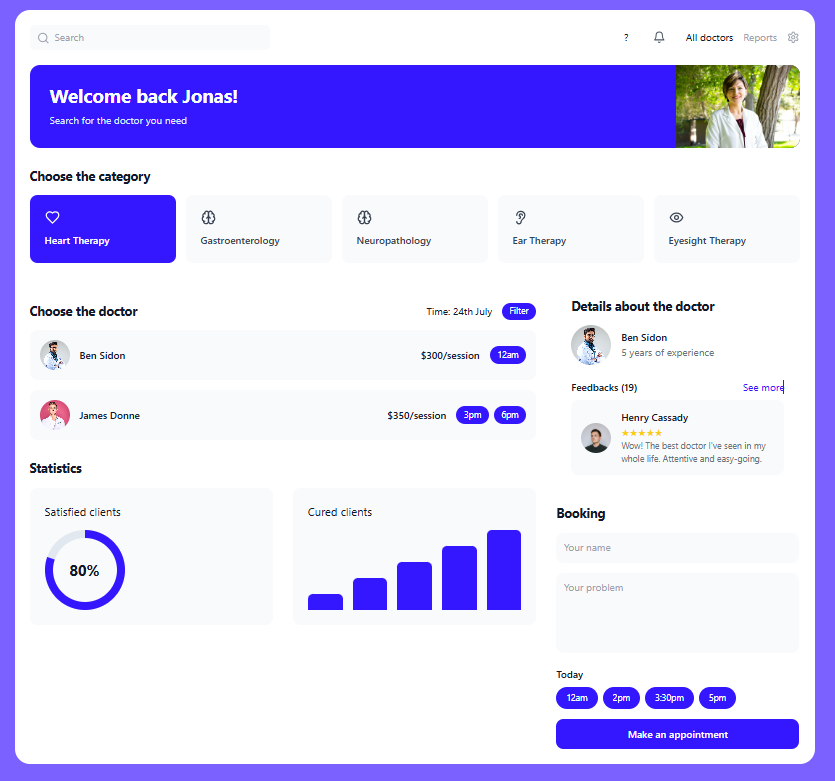 Search
?
All doctors
Reports
Welcome back Jonas!
Search for the doctor you need
Choose the category
Heart Therapy
Gastroenterology
Neuropathology
Ear Therapy
Eyesight Therapy
Choose the doctor
Time: 24th July
Filter
Ben Sidon
$300/session
12am
James Donne
$350/session
3pm
6pm
Statistics
Satisfied clients
80%
Cured clients
Details about the doctor
Ben Sidon
5 years of experience
Feedbacks (19)
See more
Henry Cassady
★★★★★
Wow! The best doctor I've seen in my
whole life. Attentive and easy-going.
Booking
Your name
Your problem
Today
12am
2pm
3:30pm
5pm
Make an appointment